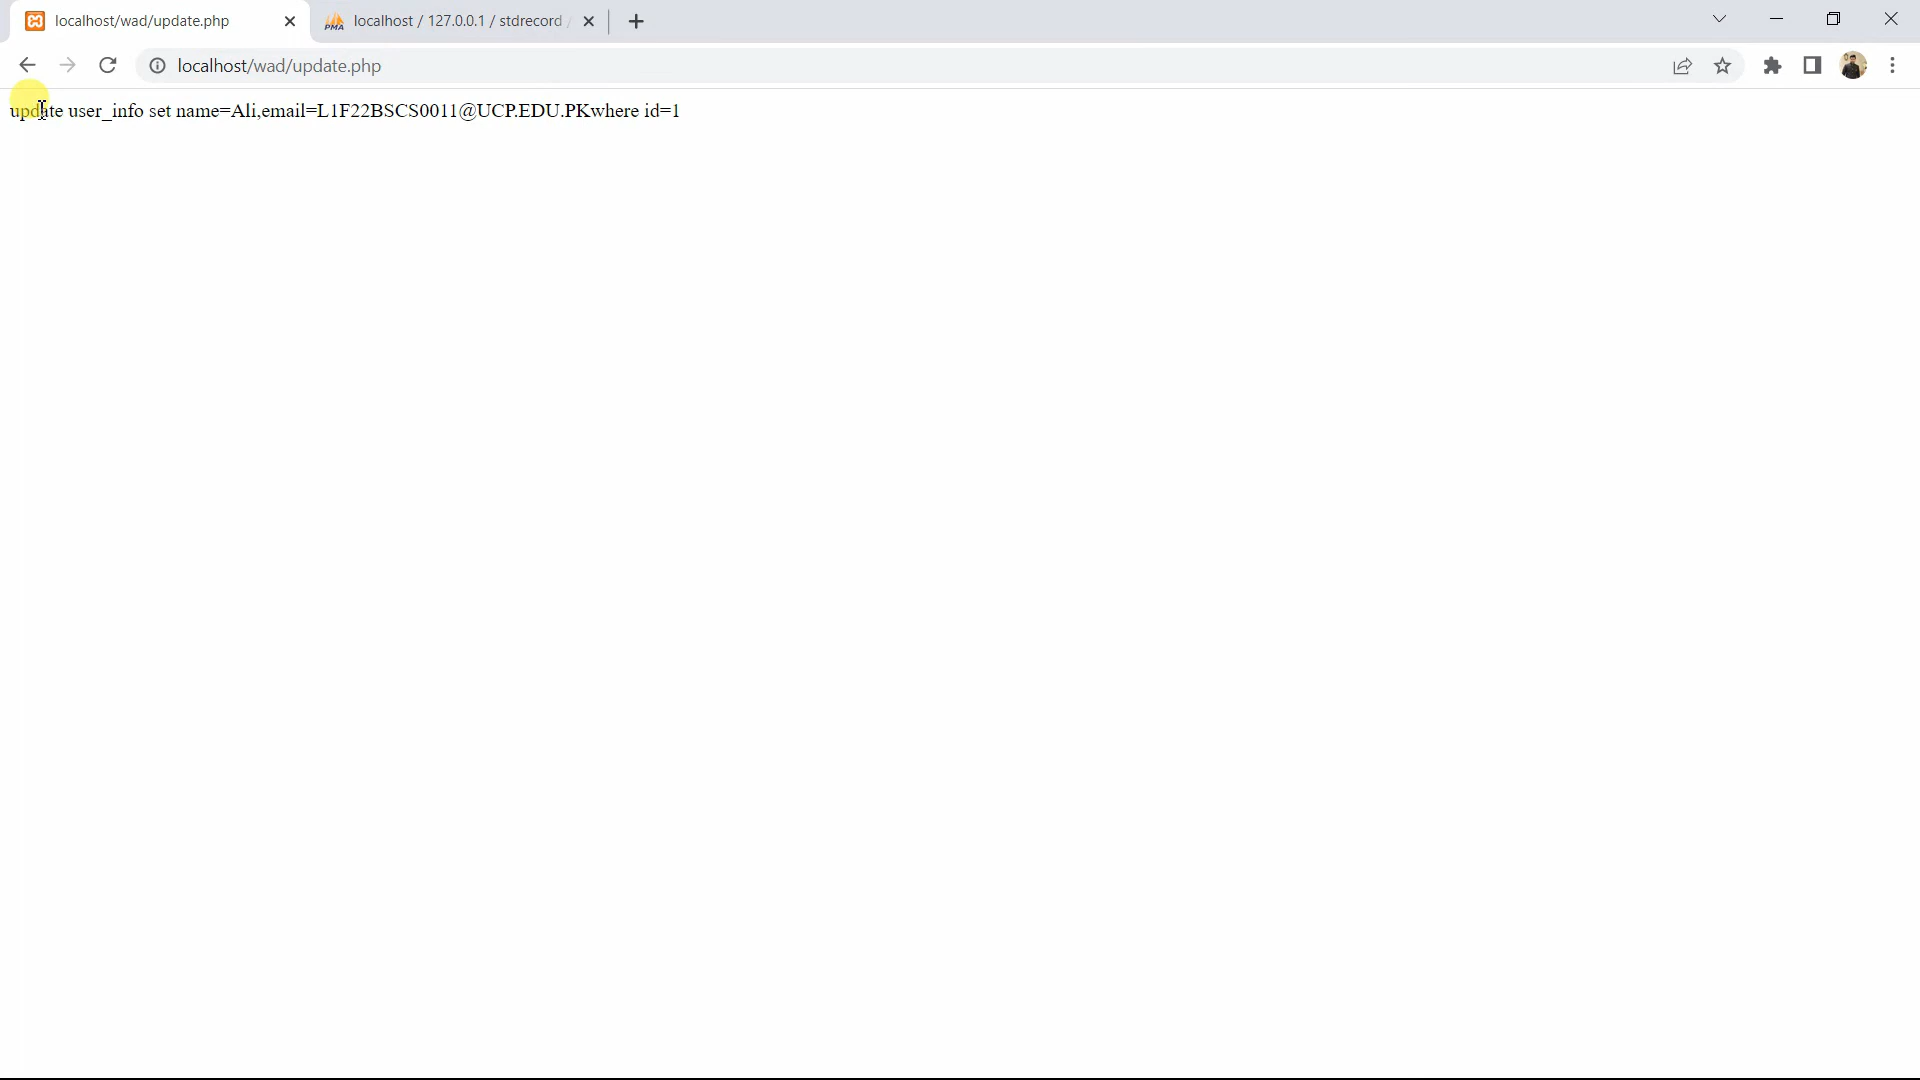 localhost/wad/update.php
localhost / 127.0.0.1 / stdrecord
localhost/wad/update.php
update user_info set name=Ali,email=L1F22BSCS0011@UCP.EDU.PKwhere id=1